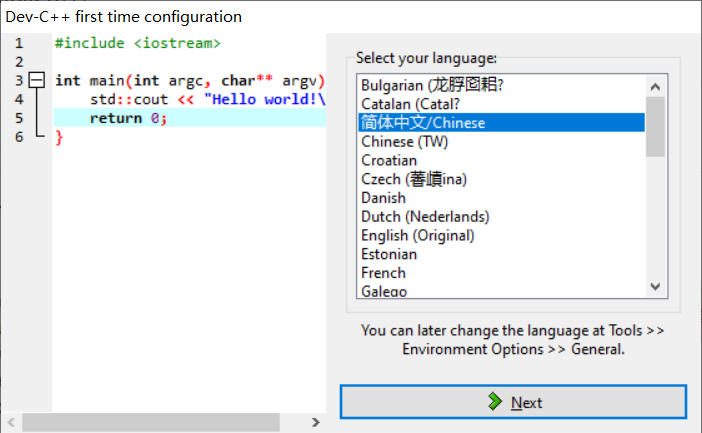 Dev-C++ first time configuration
1 #include <iostream>
2
3 int main(int argc, char** argv)
4 std::cout << "Hello world!\
5 return 0;
6 }
Select your language:
Bulgarian (龙脬囵耜?
Catalan (Catal?
简体中文/Chinese
Chinese (TW)
Croatian
Czech (萫嶃ina)
Danish
Dutch (Nederlands)
English (Original)
Estonian
French
Galego
You can later change the language at Tools >>
Environment Options >> General.
Next